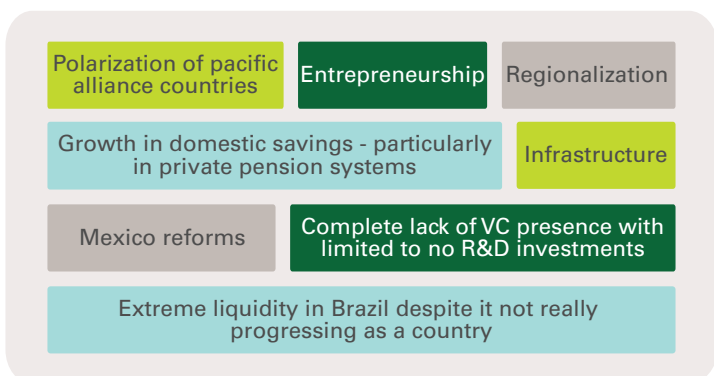 Polarization of pacific
alliance countries
Entrepreneurship
Regionalization
Growth in domestic savings - particularly
in private pension systems
Infrastructure
Mexico reforms
Complete lack of VC presence with
limited to no R&D investments
Extreme liquidity in Brazil despite it not really
progressing as a country